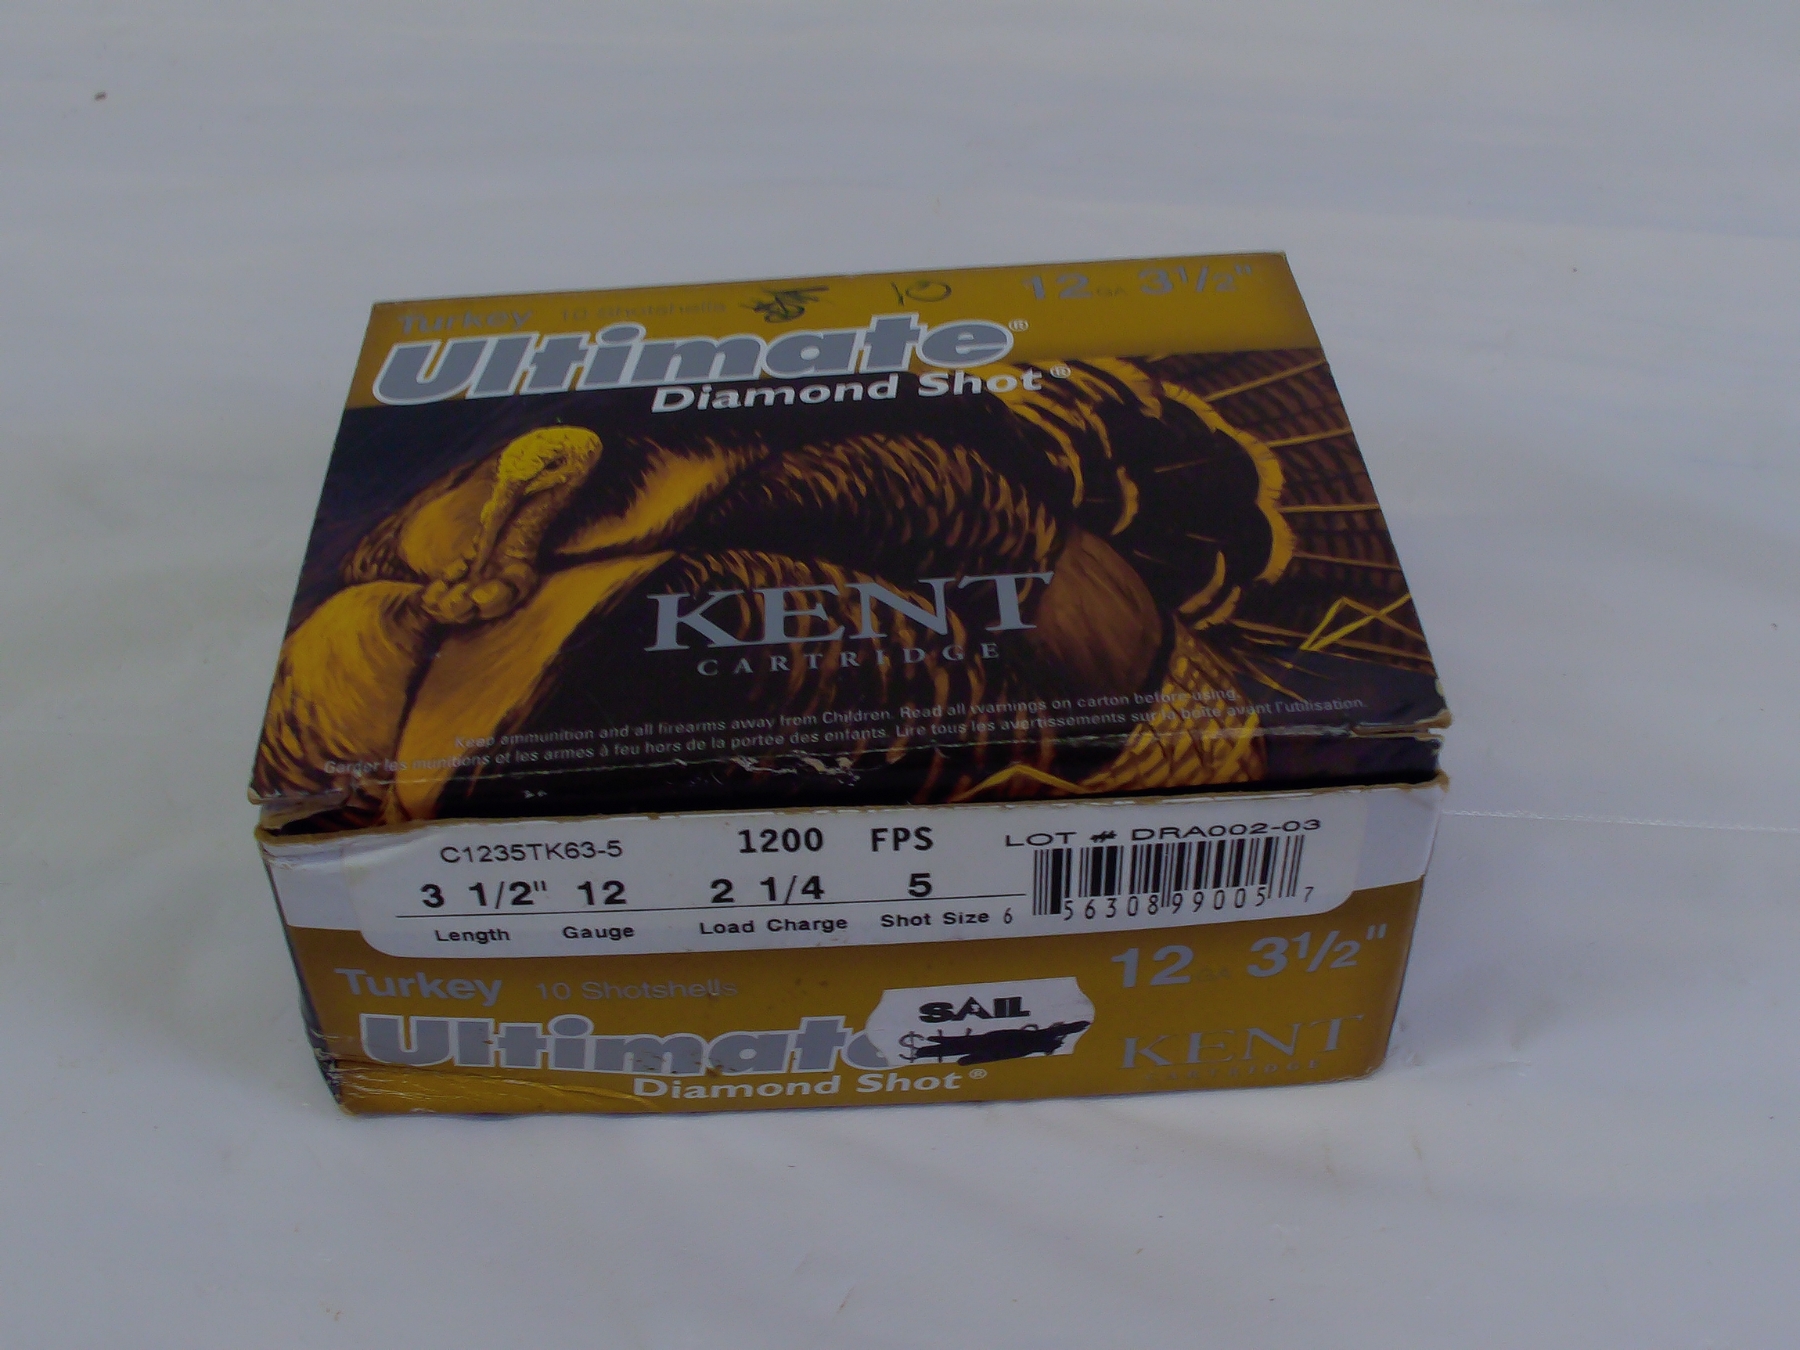 Turkey 10 Shotshells 10 12 GA 3 1/2"
Ultimate®
Diamond Shot®
KENT
CARTRIDGE
Keep ammunition and all firearms away from Children. Read all warnings on carton before using.
Garder les munitions et les armes à feu hors de la portée des enfants. Lire tous les avertissements sur la boîte avant l'utilisation.
C1235TK63-5 1200 FPS LOT # DRA002-03
3 1/2" 12 2 1/4 5
Length Gauge Load Charge Shot Size
6 56308 99005 7
Turkey 10 Shotshells 12 GA 3 1/2"
SAIL
Ultimate
$
Diamond Shot®
KENT
CARTRIDGE